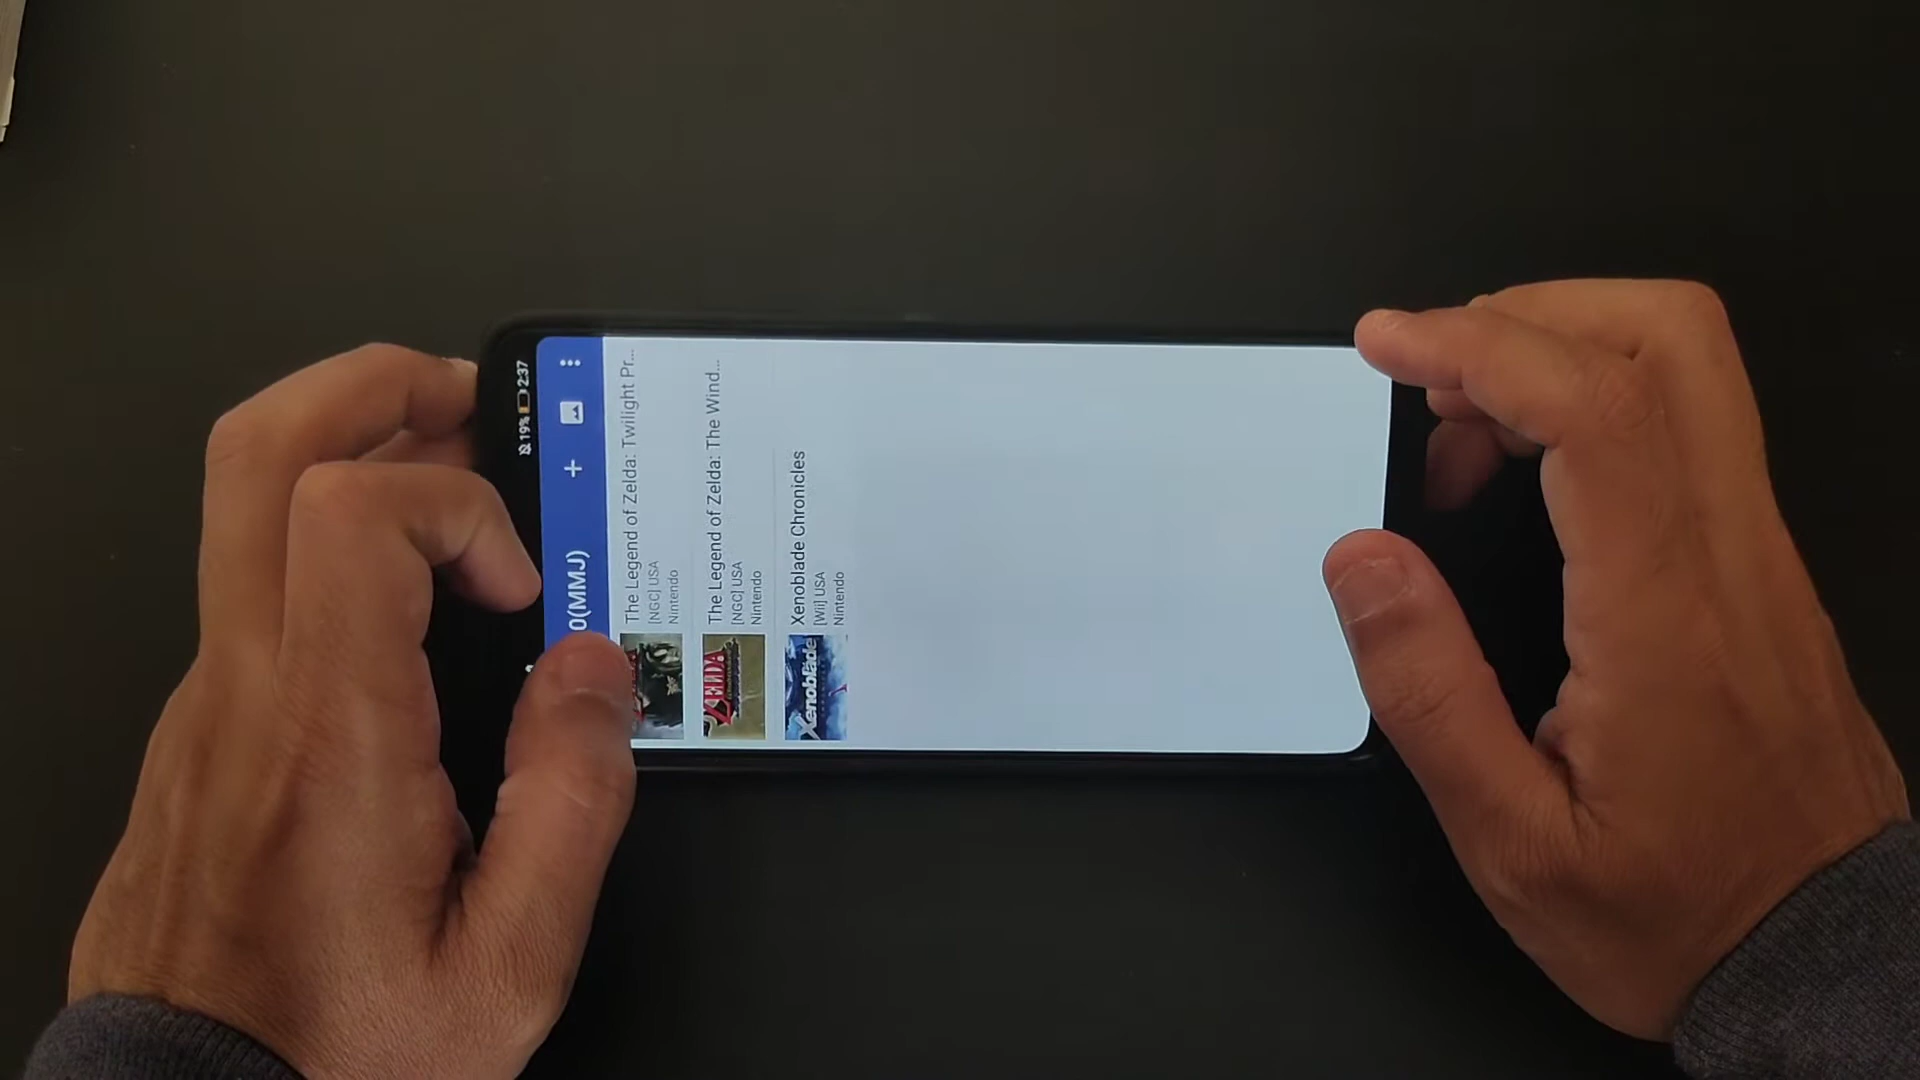 19% 2:37
0(MMJ) +
The Legend of Zelda: Twilight Pr...
[NGC] USA
Nintendo
The Legend of Zelda: The Wind...
[NGC] USA
Nintendo
ZELDA
Xenoblade Chronicles
[Wii] USA
Nintendo
Xenoblade